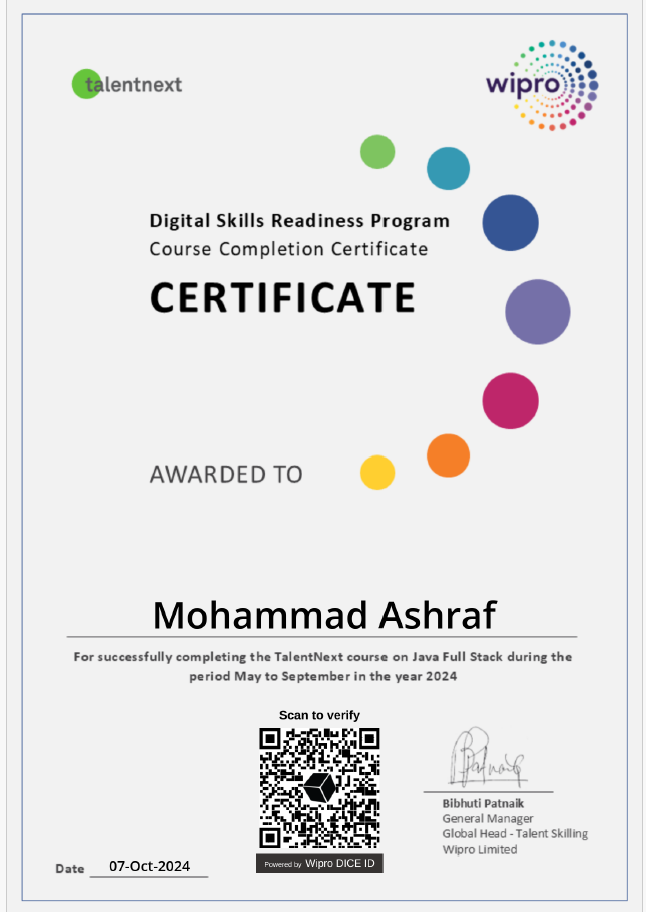 talentnext
wipro
Digital Skills Readiness Program
Course Completion Certificate
CERTIFICATE
AWARDED TO
Mohammad Ashraf
For successfully completing the TalentNext course on Java Full Stack during the
period May to September in the year 2024
Scan to verify
Powered by Wipro DICE ID
Bibhuti Patnaik
General Manager
Global Head - Talent Skilling
Wipro Limited
Date 07-Oct-2024